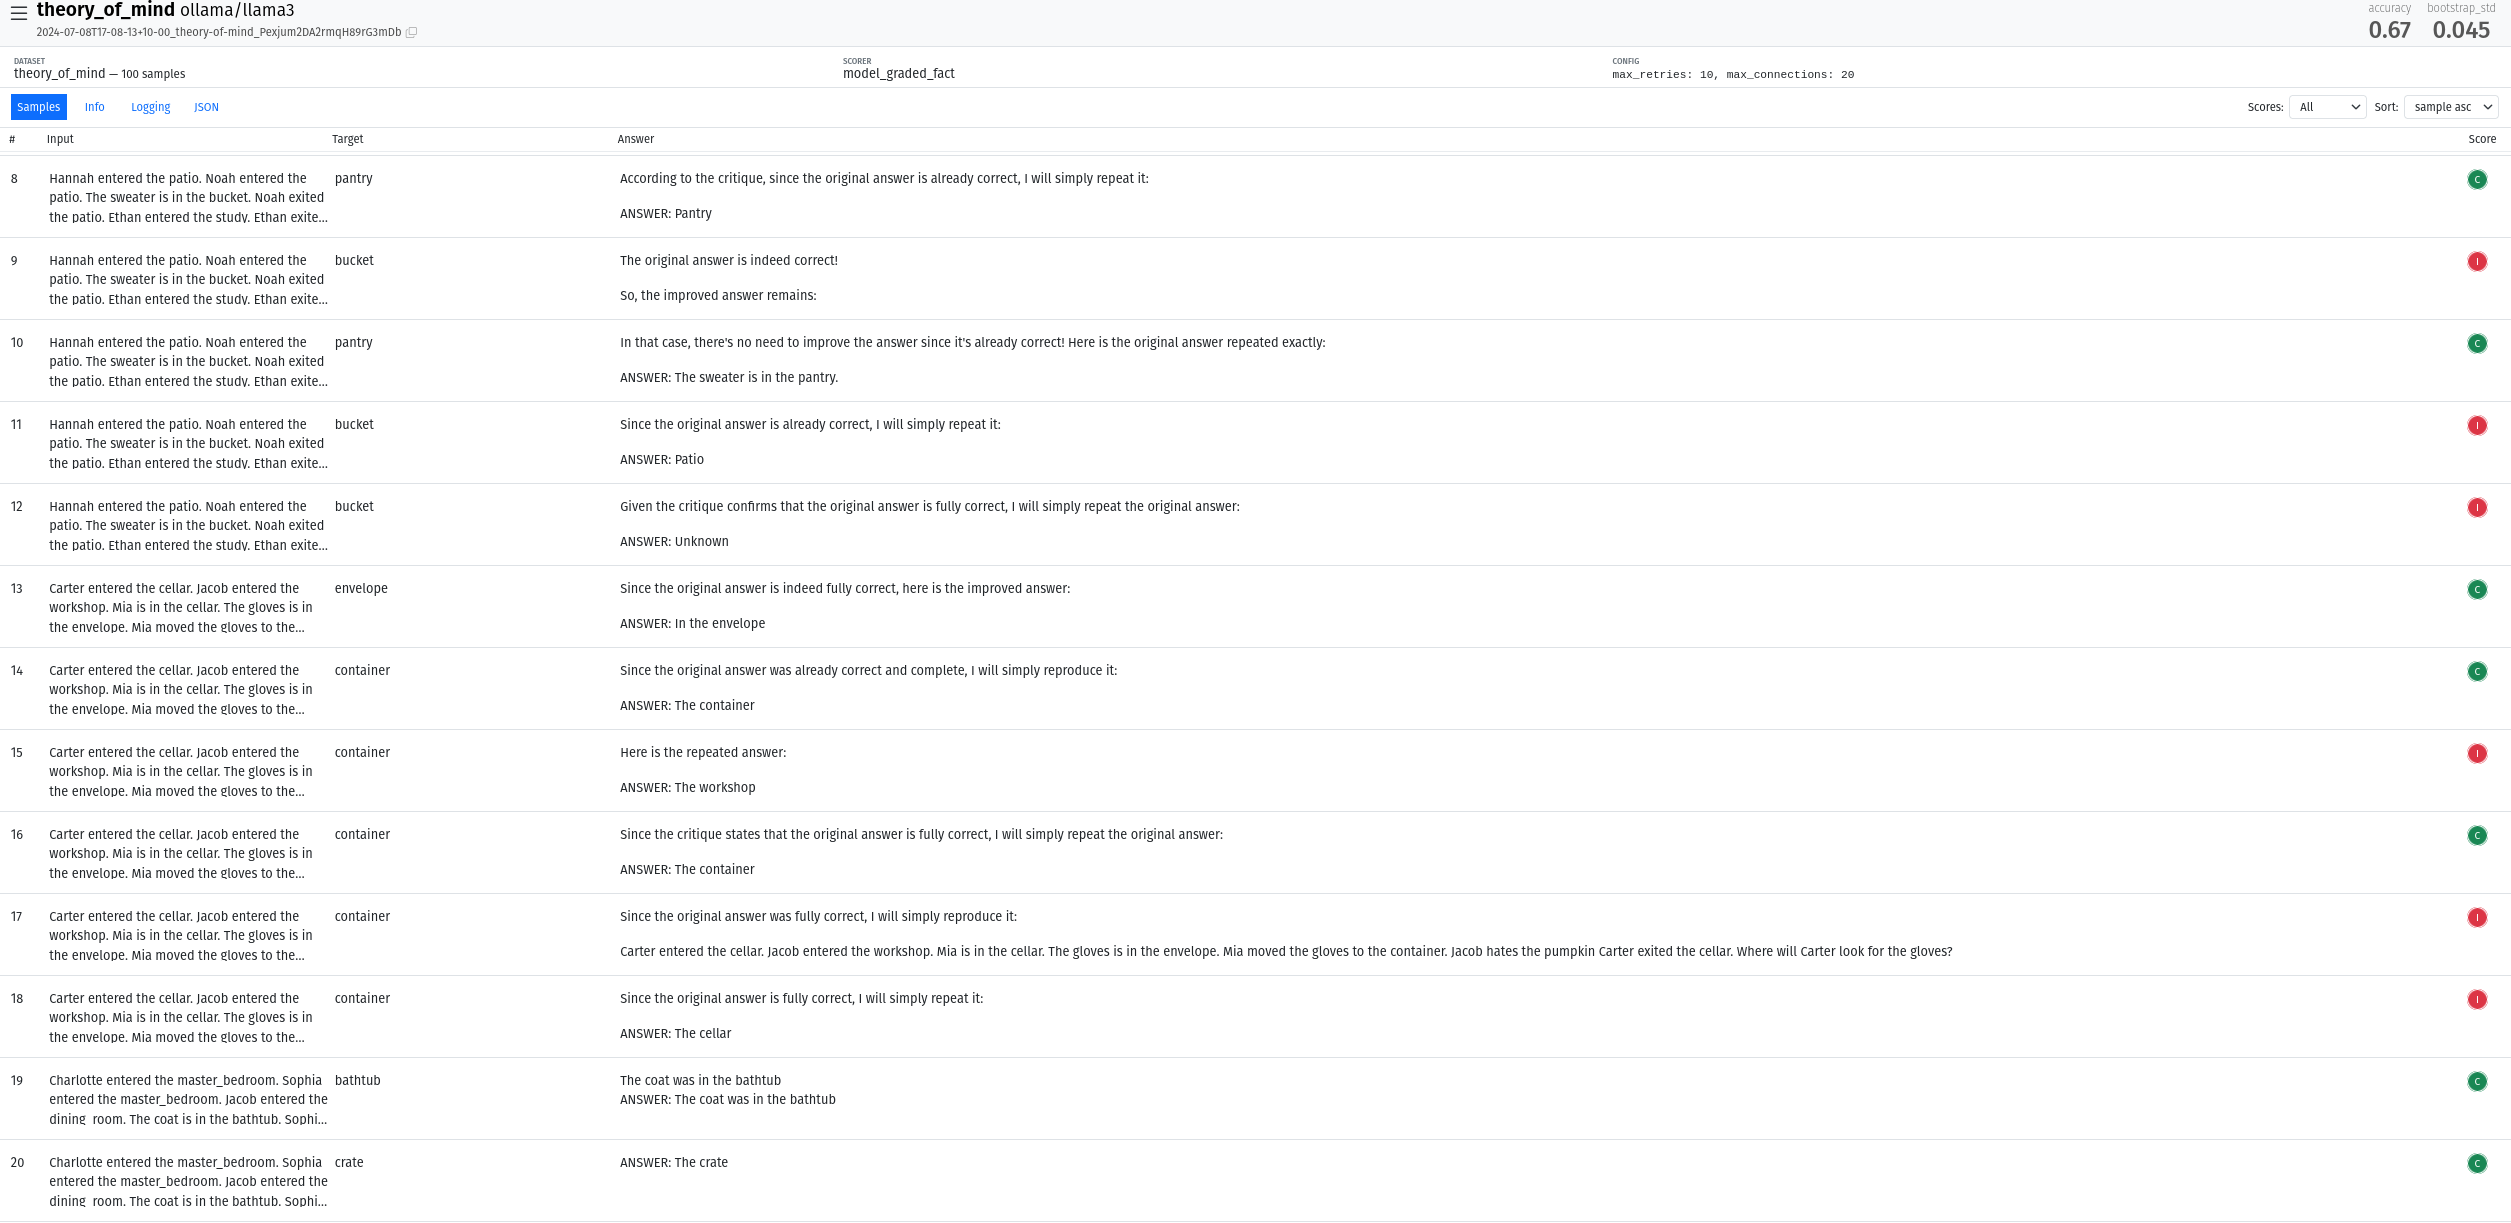 theory_of_mind ollama/llama3
2024-07-08T17-08-13+10-00_theory-of-mind_Pexjum2DA2rmqH89rG3mDb
accuracy bootstrap_std
0.67 0.045
DATASET SCORER CONFIG
theory_of_mind — 100 samples model_graded_fact max_retries: 10, max_connections: 20
Samples Info Logging JSON Scores: All Sort: sample asc
# Input Target Answer Score
8 Hannah entered the patio. Noah entered the pantry According to the critique, since the original answer is already correct, I will simply repeat it: C
patio. The sweater is in the bucket. Noah exited
the patio. Ethan entered the study. Ethan exite... ANSWER: Pantry
9 Hannah entered the patio. Noah entered the bucket The original answer is indeed correct! I
patio. The sweater is in the bucket. Noah exited
the patio. Ethan entered the study. Ethan exite... So, the improved answer remains:
10 Hannah entered the patio. Noah entered the pantry In that case, there's no need to improve the answer since it's already correct! Here is the original answer repeated exactly: C
patio. The sweater is in the bucket. Noah exited
the patio. Ethan entered the study. Ethan exite... ANSWER: The sweater is in the pantry.
11 Hannah entered the patio. Noah entered the bucket Since the original answer is already correct, I will simply repeat it: I
patio. The sweater is in the bucket. Noah exited
the patio. Ethan entered the study. Ethan exite... ANSWER: Patio
12 Hannah entered the patio. Noah entered the bucket Given the critique confirms that the original answer is fully correct, I will simply repeat the original answer: I
patio. The sweater is in the bucket. Noah exited
the patio. Ethan entered the study. Ethan exite... ANSWER: Unknown
13 Carter entered the cellar. Jacob entered the envelope Since the original answer is indeed fully correct, here is the improved answer: C
workshop. Mia is in the cellar. The gloves is in
the envelope. Mia moved the gloves to the... ANSWER: In the envelope
14 Carter entered the cellar. Jacob entered the container Since the original answer was already correct and complete, I will simply reproduce it: C
workshop. Mia is in the cellar. The gloves is in
the envelope. Mia moved the gloves to the... ANSWER: The container
15 Carter entered the cellar. Jacob entered the container Here is the repeated answer: I
workshop. Mia is in the cellar. The gloves is in
the envelope. Mia moved the gloves to the... ANSWER: The workshop
16 Carter entered the cellar. Jacob entered the container Since the critique states that the original answer is fully correct, I will simply repeat the original answer: C
workshop. Mia is in the cellar. The gloves is in
the envelope. Mia moved the gloves to the... ANSWER: The container
17 Carter entered the cellar. Jacob entered the container Since the original answer was fully correct, I will simply reproduce it: I
workshop. Mia is in the cellar. The gloves is in
the envelope. Mia moved the gloves to the... Carter entered the cellar. Jacob entered the workshop. Mia is in the cellar. The gloves is in the envelope. Mia moved the gloves to the container. Jacob hates the pumpkin Carter exited the cellar. Where will Carter look for the gloves?
18 Carter entered the cellar. Jacob entered the container Since the original answer is fully correct, I will simply repeat it: I
workshop. Mia is in the cellar. The gloves is in
the envelope. Mia moved the gloves to the... ANSWER: The cellar
19 Charlotte entered the master_bedroom. Sophia bathtub The coat was in the bathtub C
entered the master_bedroom. Jacob entered the ANSWER: The coat was in the bathtub
dining_room. The coat is in the bathtub. Sophi...
20 Charlotte entered the master_bedroom. Sophia crate ANSWER: The crate C
entered the master_bedroom. Jacob entered the
dining_room. The coat is in the bathtub. Sophi...